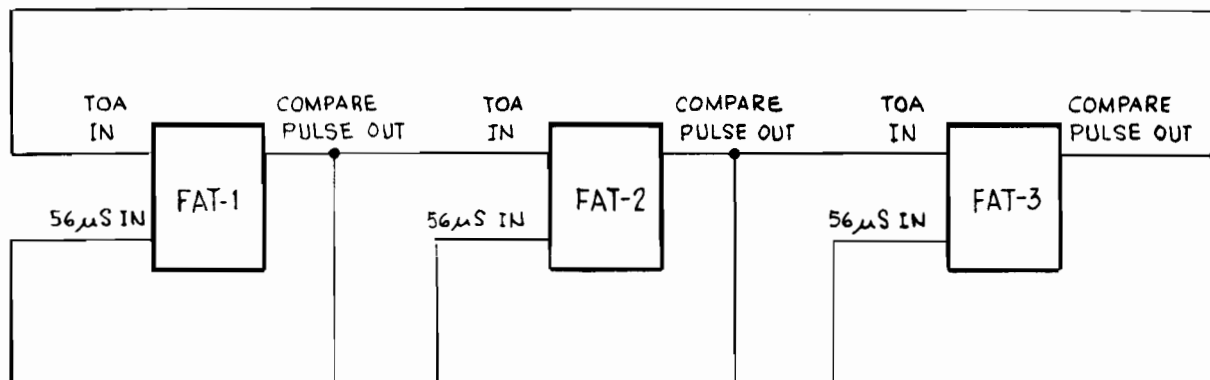 TOA
IN
COMPARE
PULSE OUT
TOA
IN
COMPARE
PULSE OUT
TOA
IN
COMPARE
PULSE OUT
FAT-1
FAT-2
FAT-3
56µS IN
56µS IN
56µS IN